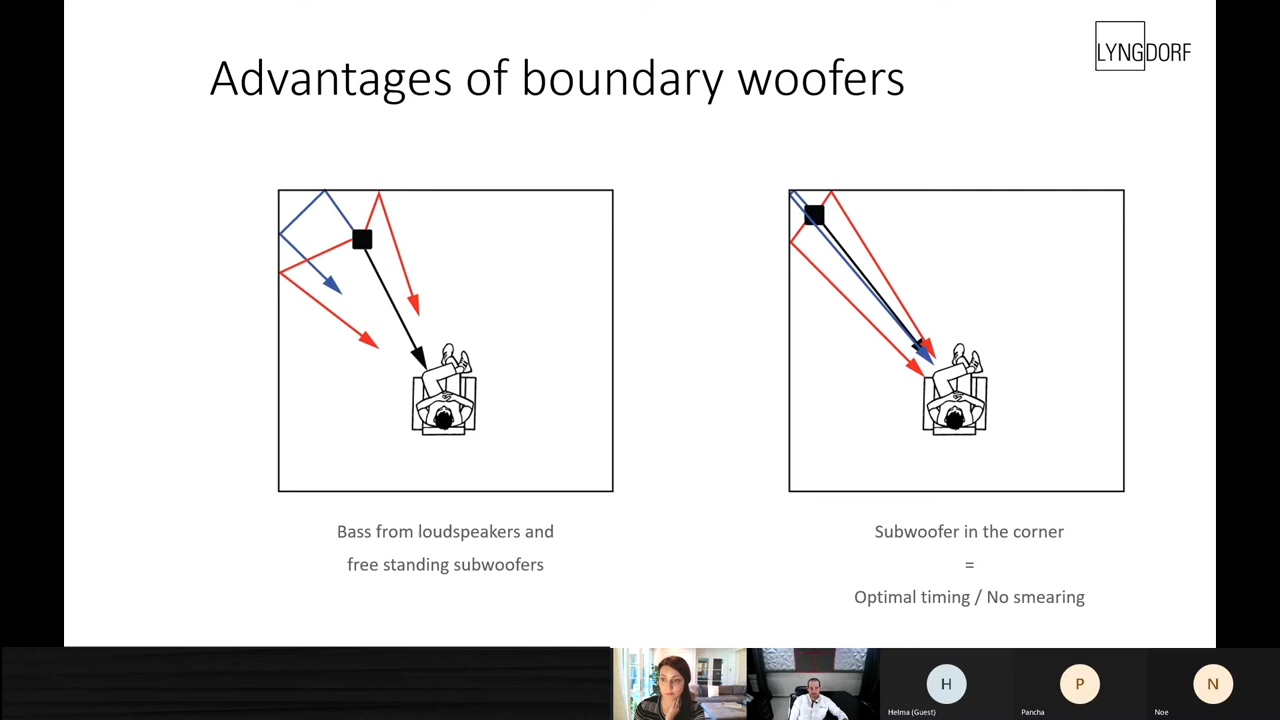 LYNGDORF
Advantages of boundary woofers
Bass from loudspeakers and
free standing subwoofers
Subwoofer in the corner
=
Optimal timing / No smearing
H
P
N
Helma (Guest)
Pancha
Noe